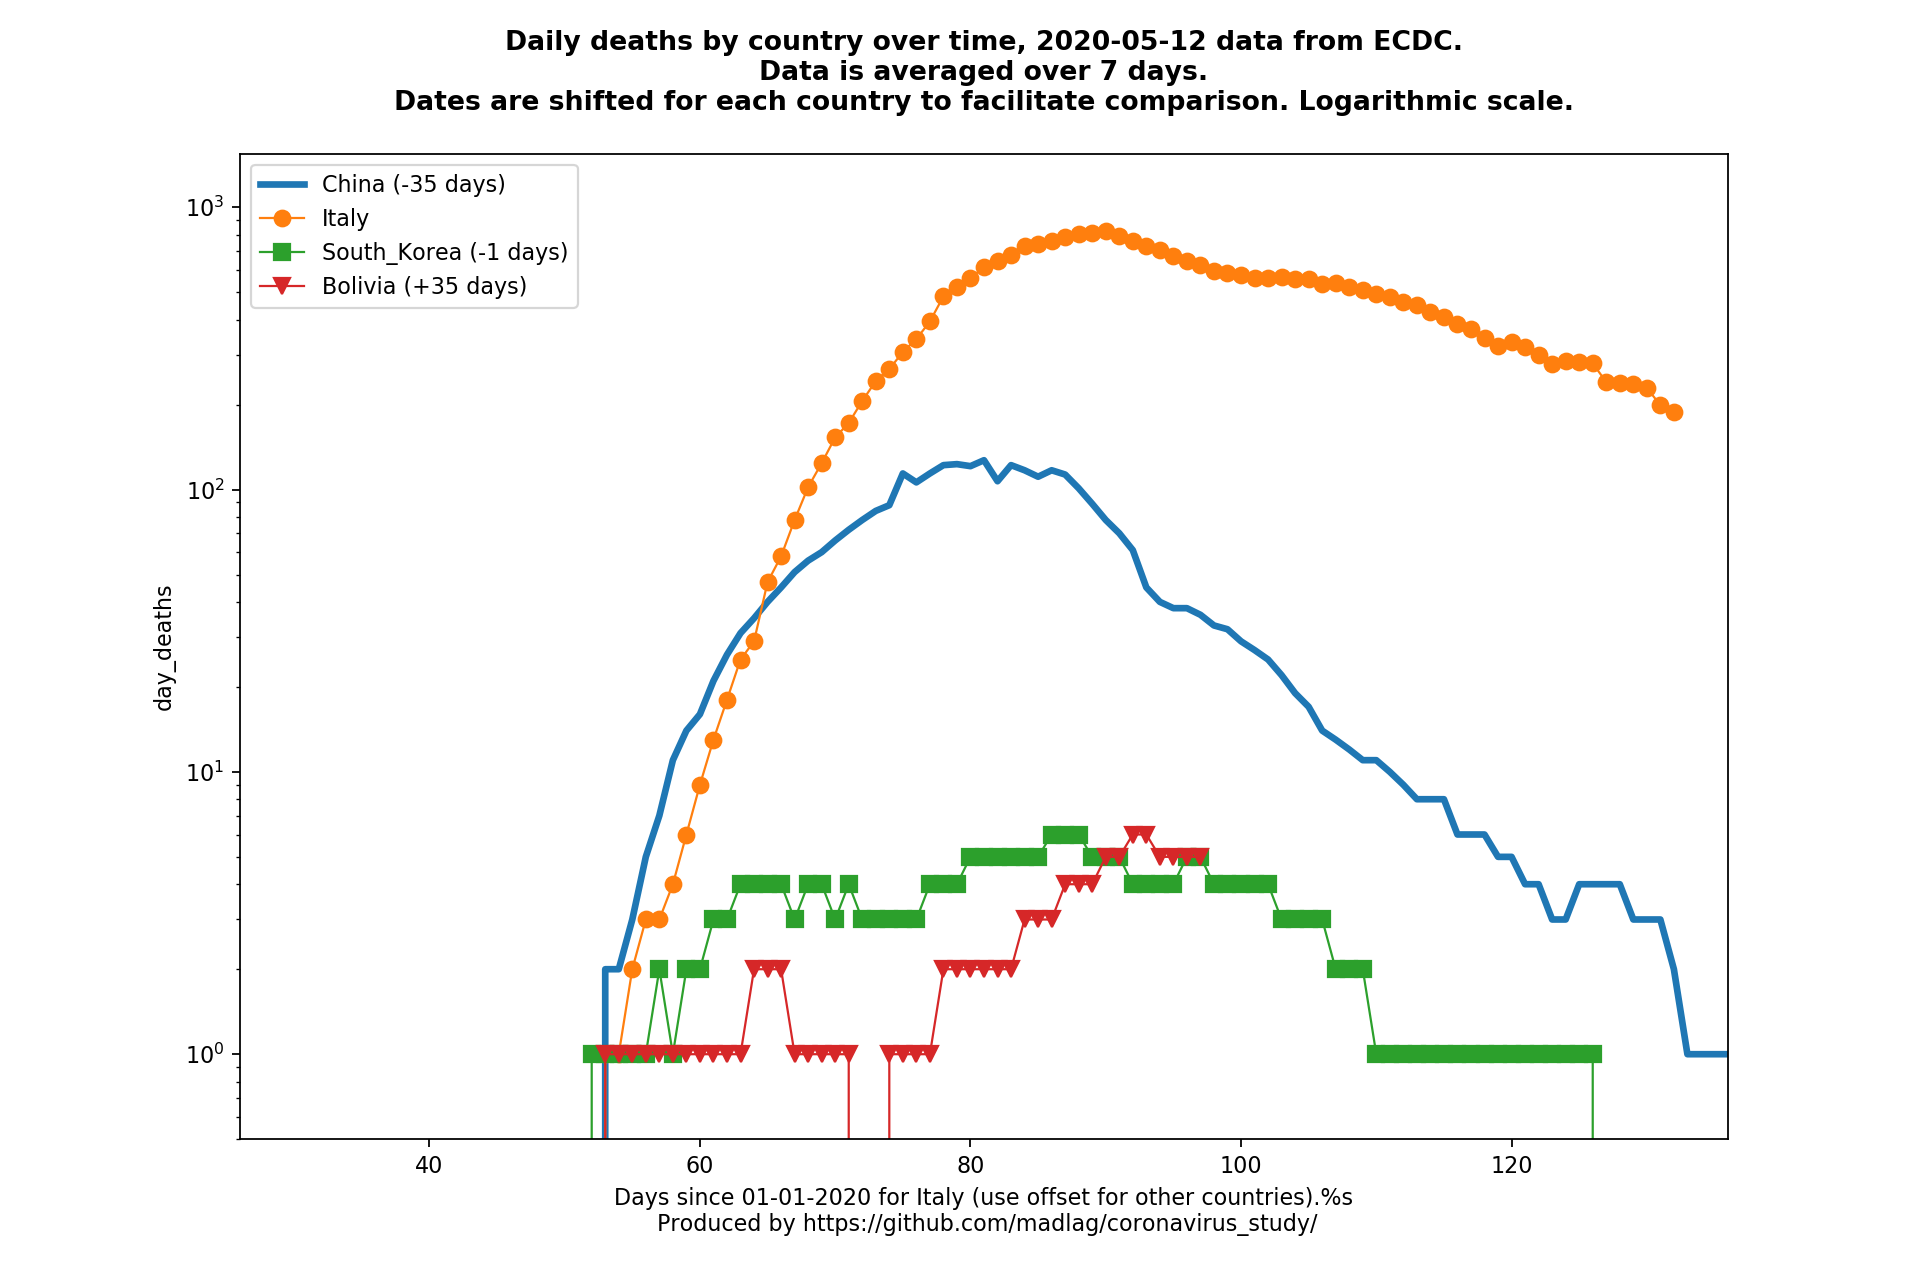 Daily deaths by country over time, 2020-05-12 data from ECDC.
Data is averaged over 7 days.
Dates are shifted for each country to facilitate comparison. Logarithmic scale.
China (-35 days)
Italy
South_Korea (-1 days)
Bolivia (+35 days)
10³
10²
10¹
10⁰
day_deaths
40 60 80 100 120
Days since 01-01-2020 for Italy (use offset for other countries).%s
Produced by https://github.com/madlag/coronavirus_study/